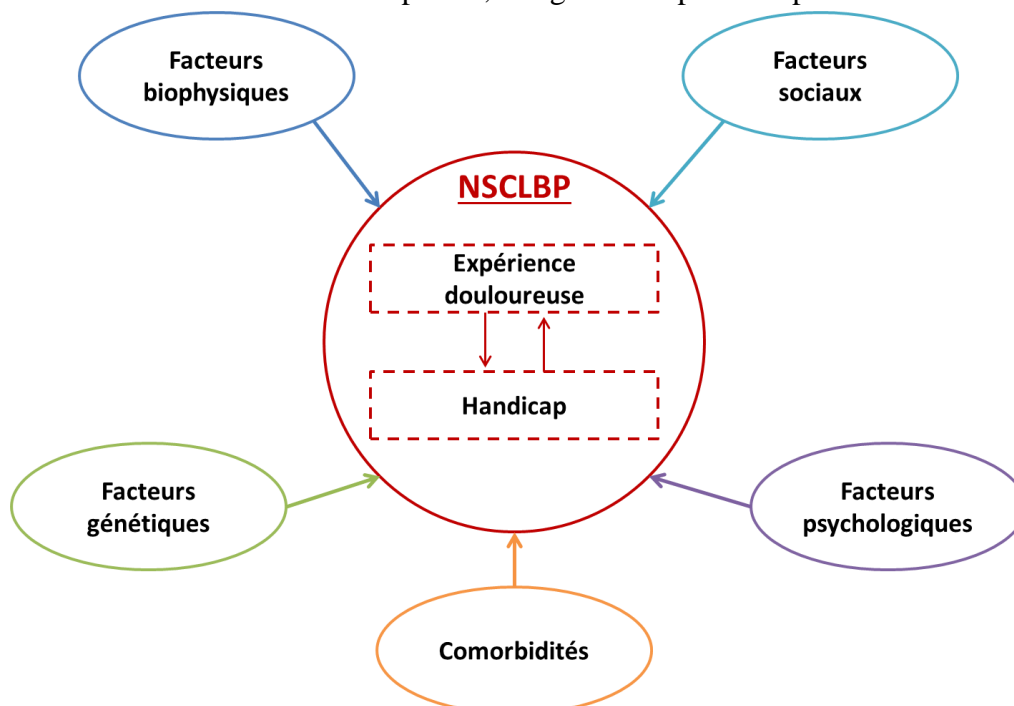 Facteurs
biophysiques
Facteurs
sociaux
NSCLBP
Expérience
douloureuse
Handicap
Facteurs
génétiques
Facteurs
psychologiques
Comorbidités